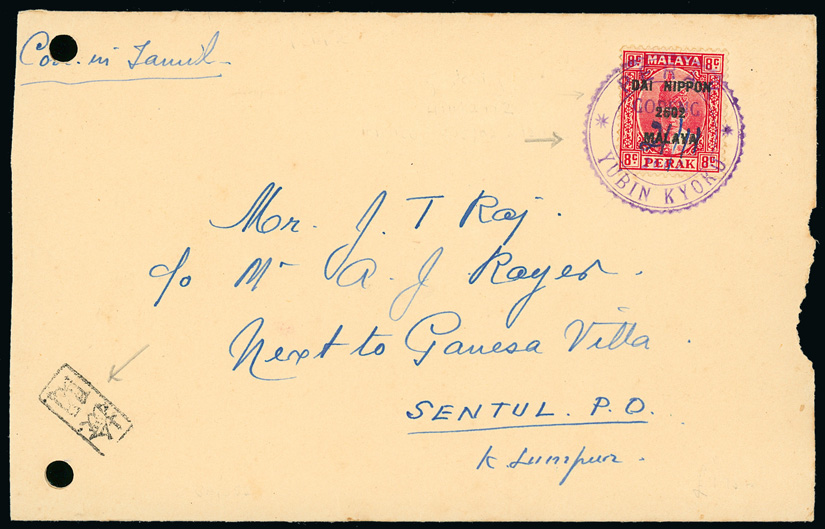 in Tamil
8c MALAYA 8c
DAI NIPPON
2602
MALAYA
8c PERAK 8c
YUBIN KYOKU
Mr. J. T Raj.
c/o Mr A. J. Rayer.
Next to Ganesa Villa.
SENTUL. P.O.
K. Lumpur.